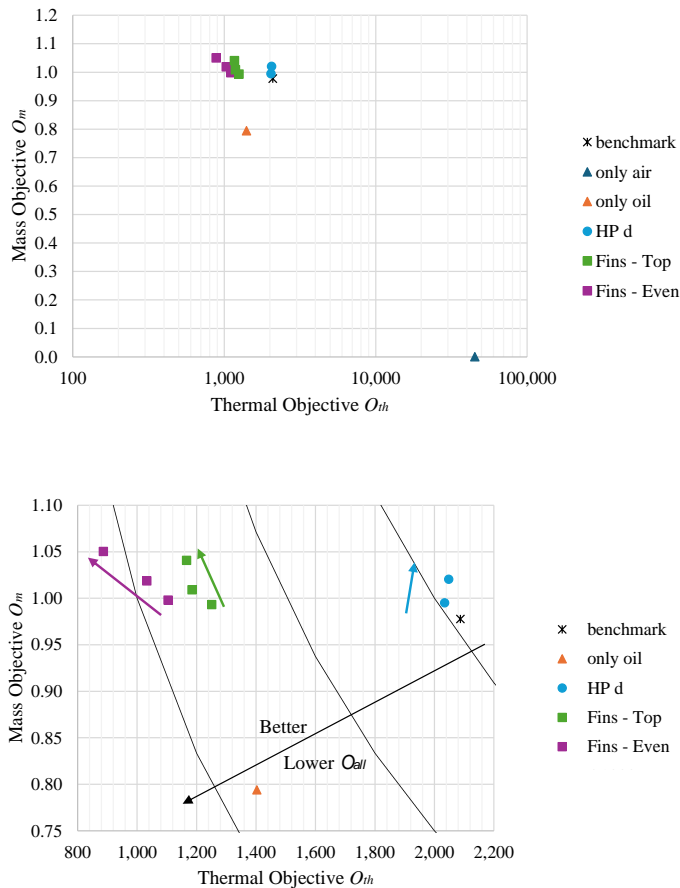 1.2
1.1
1.0
0.9
0.8
0.7
0.6
0.5
0.4
0.3
0.2
0.1
0.0
Mass Objective Om
100
1,000
10,000
100,000
Thermal Objective Oth
benchmark
only air
only oil
HP d
Fins - Top
Fins - Even
1.10
1.05
1.00
0.95
0.90
0.85
0.80
0.75
Mass Objective Om
Better
Lower Oall
800
1,000
1,200
1,400
1,600
1,800
2,000
2,200
Thermal Objective Oth
benchmark
only oil
HP d
Fins - Top
Fins - Even